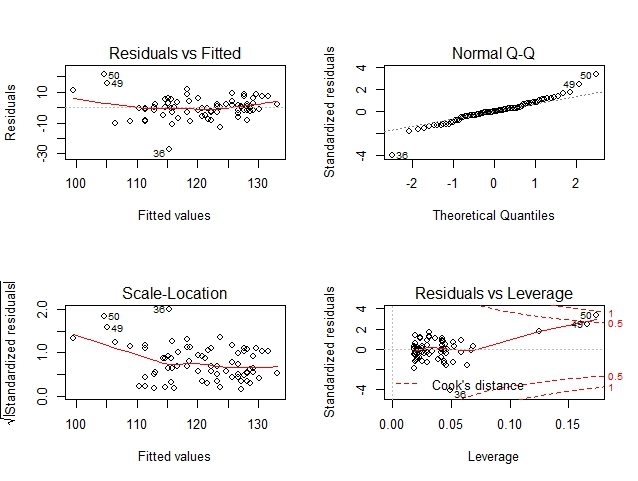 Residuals vs Fitted
Residuals
10
-10
-30
50
49
36
100 110 120 130
Fitted values
Normal Q-Q
Standardized residuals
4
2
0
-4
50
49
36
-2 -1 0 1 2
Theoretical Quantiles
Scale-Location
√|Standardized residuals|
2.0
1.0
0.0
50
49
36
100 110 120 130
Fitted values
Residuals vs Leverage
Standardized residuals
4
2
0
-4
50
49
36
Cook's distance
1
0.5
0.5
1
0.00 0.05 0.10 0.15
Leverage